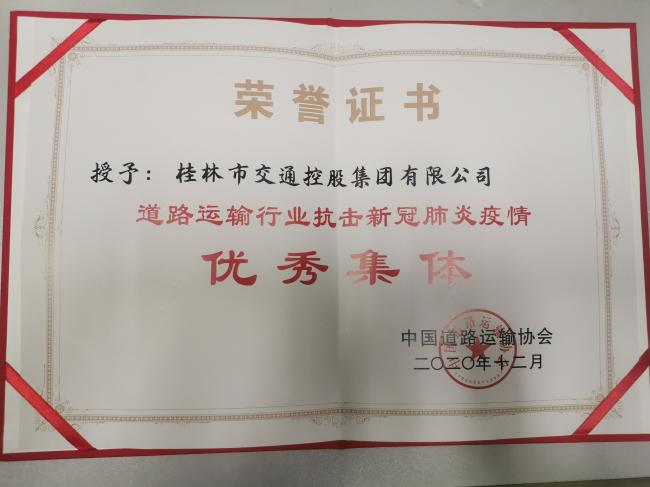 荣誉证书
授予：桂林市交通控股集团有限公司
道路运输行业抗击新冠肺炎疫情
优秀集体
中国道路运输协会
二〇二〇年十二月